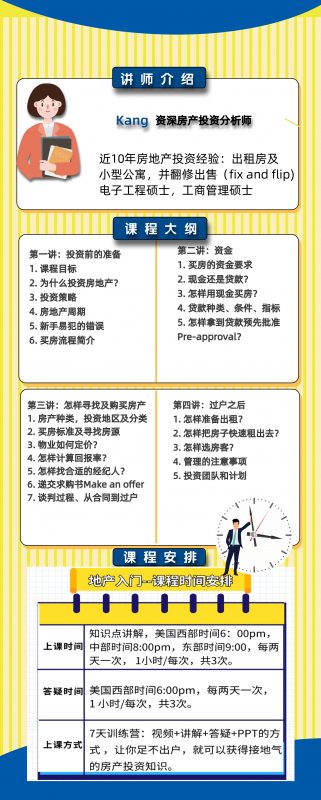 讲师介绍
Kang 资深房产投资分析师
近10年房地产投资经验：出租房及
小型公寓，并翻修出售（fix and flip)
电子工程硕士，工商管理硕士
课程大纲
第一讲：投资前的准备
1. 课程目标
2. 为什么投资房地产？
3. 投资策略
4. 房地产周期
5. 新手易犯的错误
6. 买房流程简介
第二讲：资金
1. 买房的资金要求
2. 现金还是贷款？
3. 怎样用现金买房？
4. 贷款种类、条件、指标
5. 怎样拿到贷款预先批准
Pre-approval？
第三讲：怎样寻找及购买房产
1. 房产种类，投资地区及分类
2. 买房标准及寻找房源
3. 物业如何定价？
4. 怎样计算回报率？
5. 怎样找合适的经纪人？
6. 递交求购书Make an offer
7. 谈判过程、从合同到过户
第四讲：过户之后
1. 怎样准备出租？
2. 怎样把房子快速租出去？
3. 怎么选房客？
4. 管理的注意事项
5. 投资团队和计划
课程安排
地产入门--课程时间安排
上课时间
知识点讲解，美国西部时间6：00pm，
中部时间8:00pm，东部时间9:00，每两
天一次， 1小时/每次，共3次。
答疑时间
美国西部时间6:00pm，每两天一次，
1 小时/每次，共3次。
上课方式
7天训练营：视频+讲解+答疑+PPT的方
式 ，让你足不出户，就可以获得接地气
的房产投资知识。